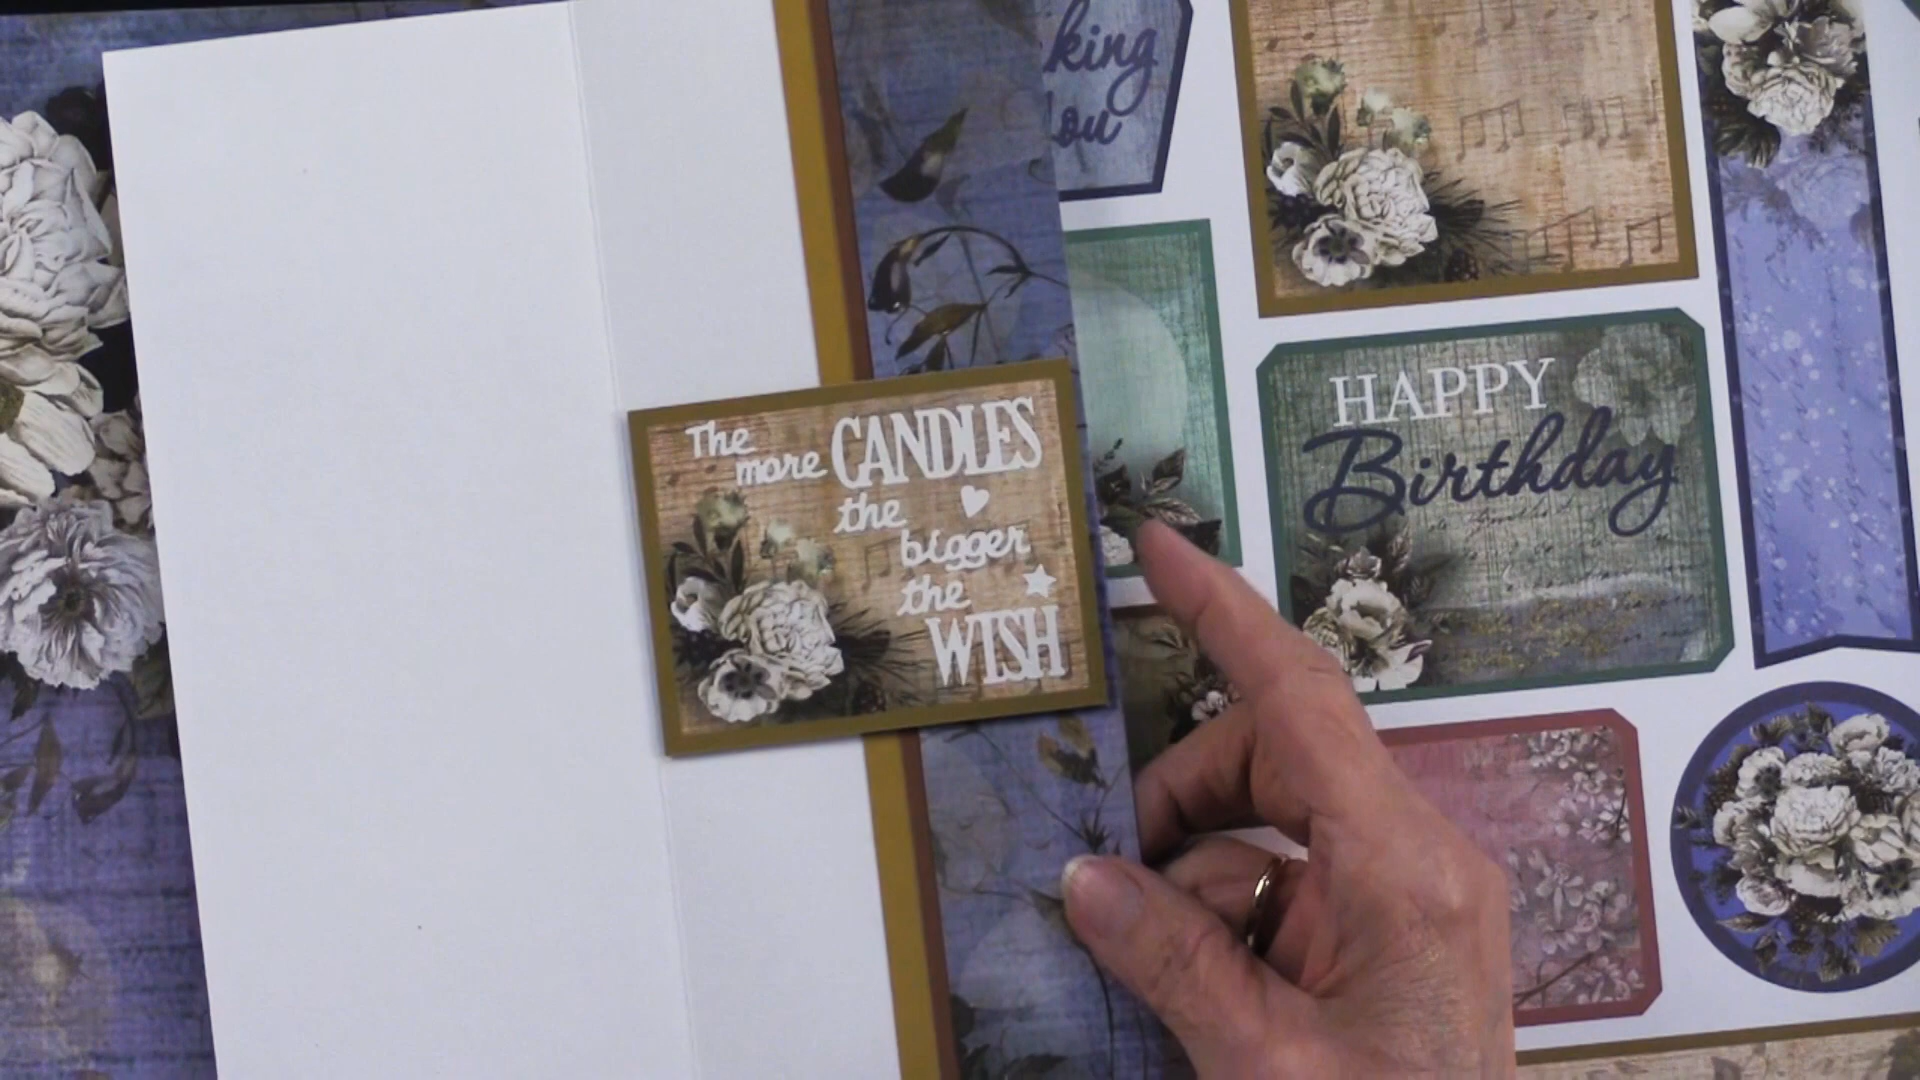 The
more CANDLES
the
bigger
the
WISH
king
ou
HAPPY
Birthday